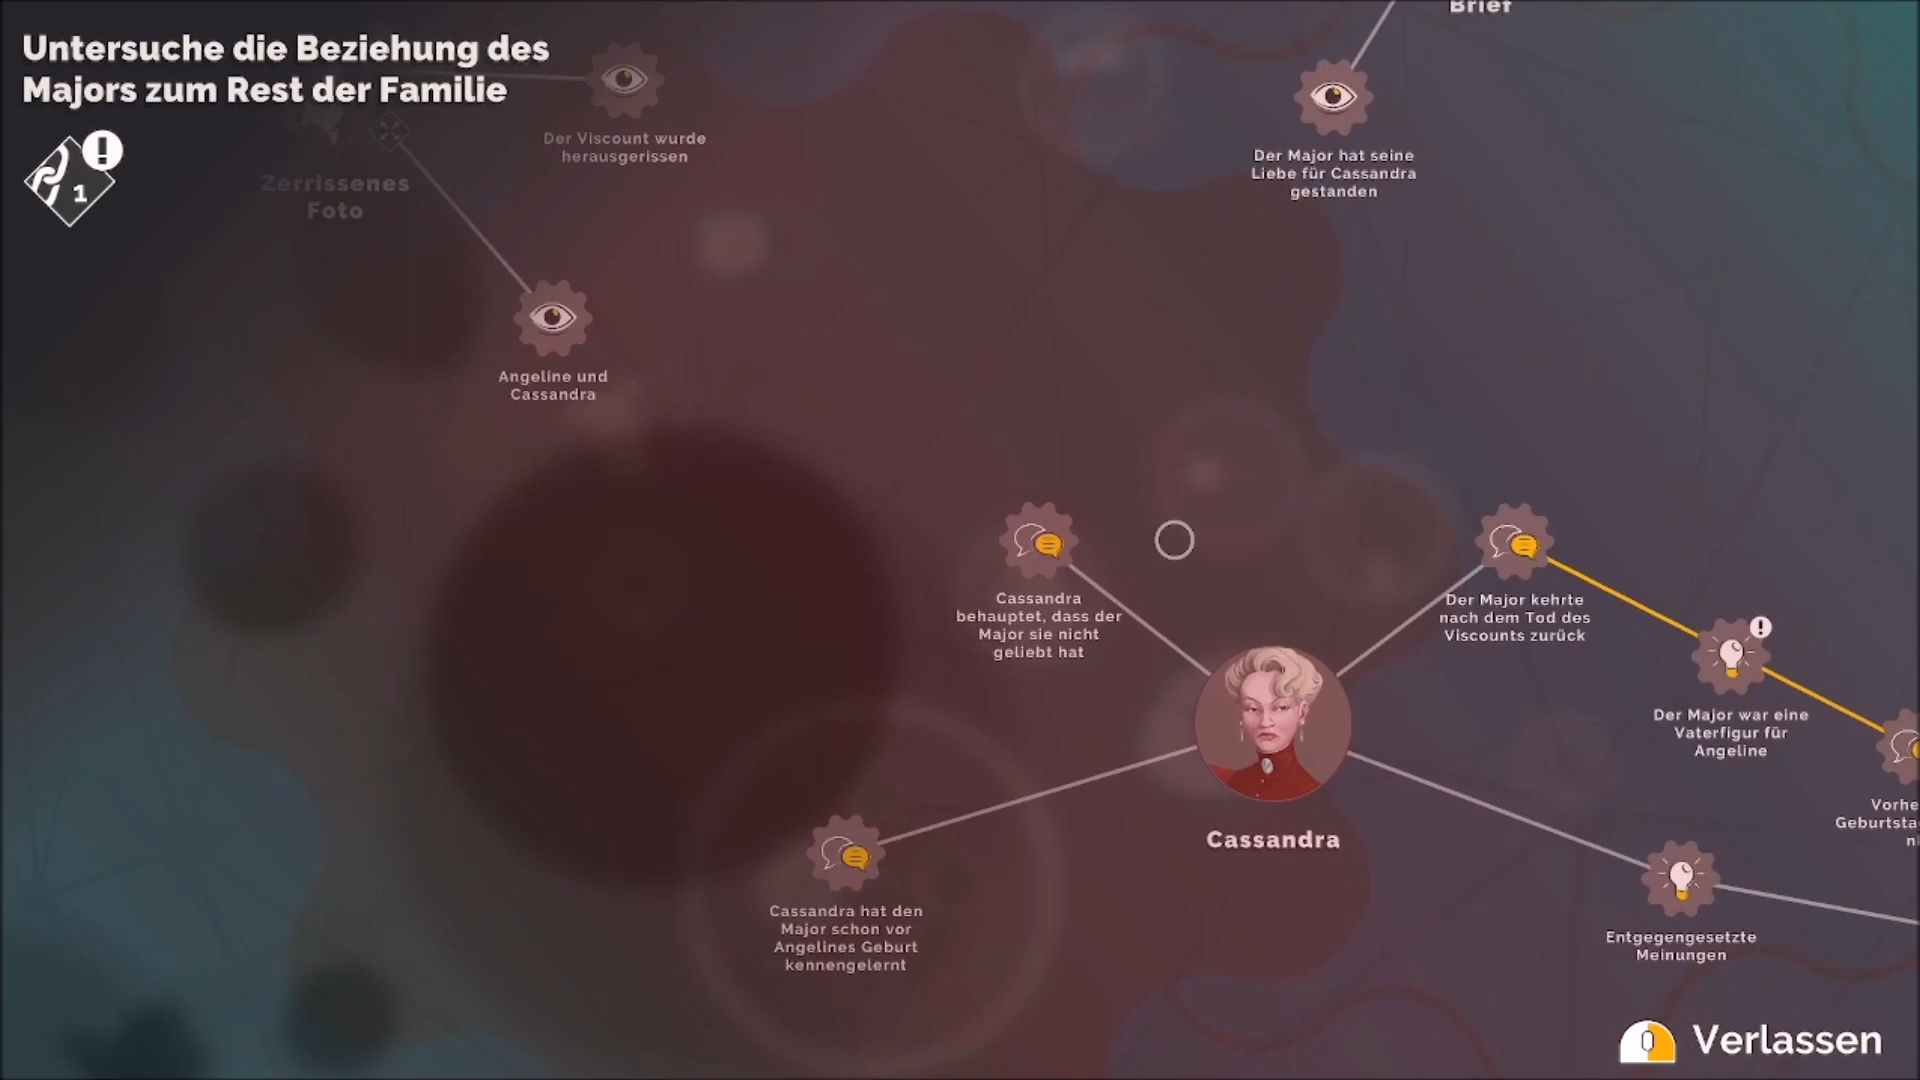 Untersuche die Beziehung des
Majors zum Rest der Familie
1
Brief
Der Viscount wurde
herausgerissen
Zerrissenes
Foto
Der Major hat seine
Liebe für Cassandra
gestanden
Angeline und
Cassandra
Cassandra
behauptet, dass der
Major sie nicht
geliebt hat
Der Major kehrte
nach dem Tod des
Viscounts zurück
Der Major war eine
Vaterfigur für
Angeline
Vorhe
Geburtsta
Cassandra
Cassandra hat den
Major schon vor
Angelines Geburt
kennengelernt
Entgegengesetzte
Meinungen
Verlassen